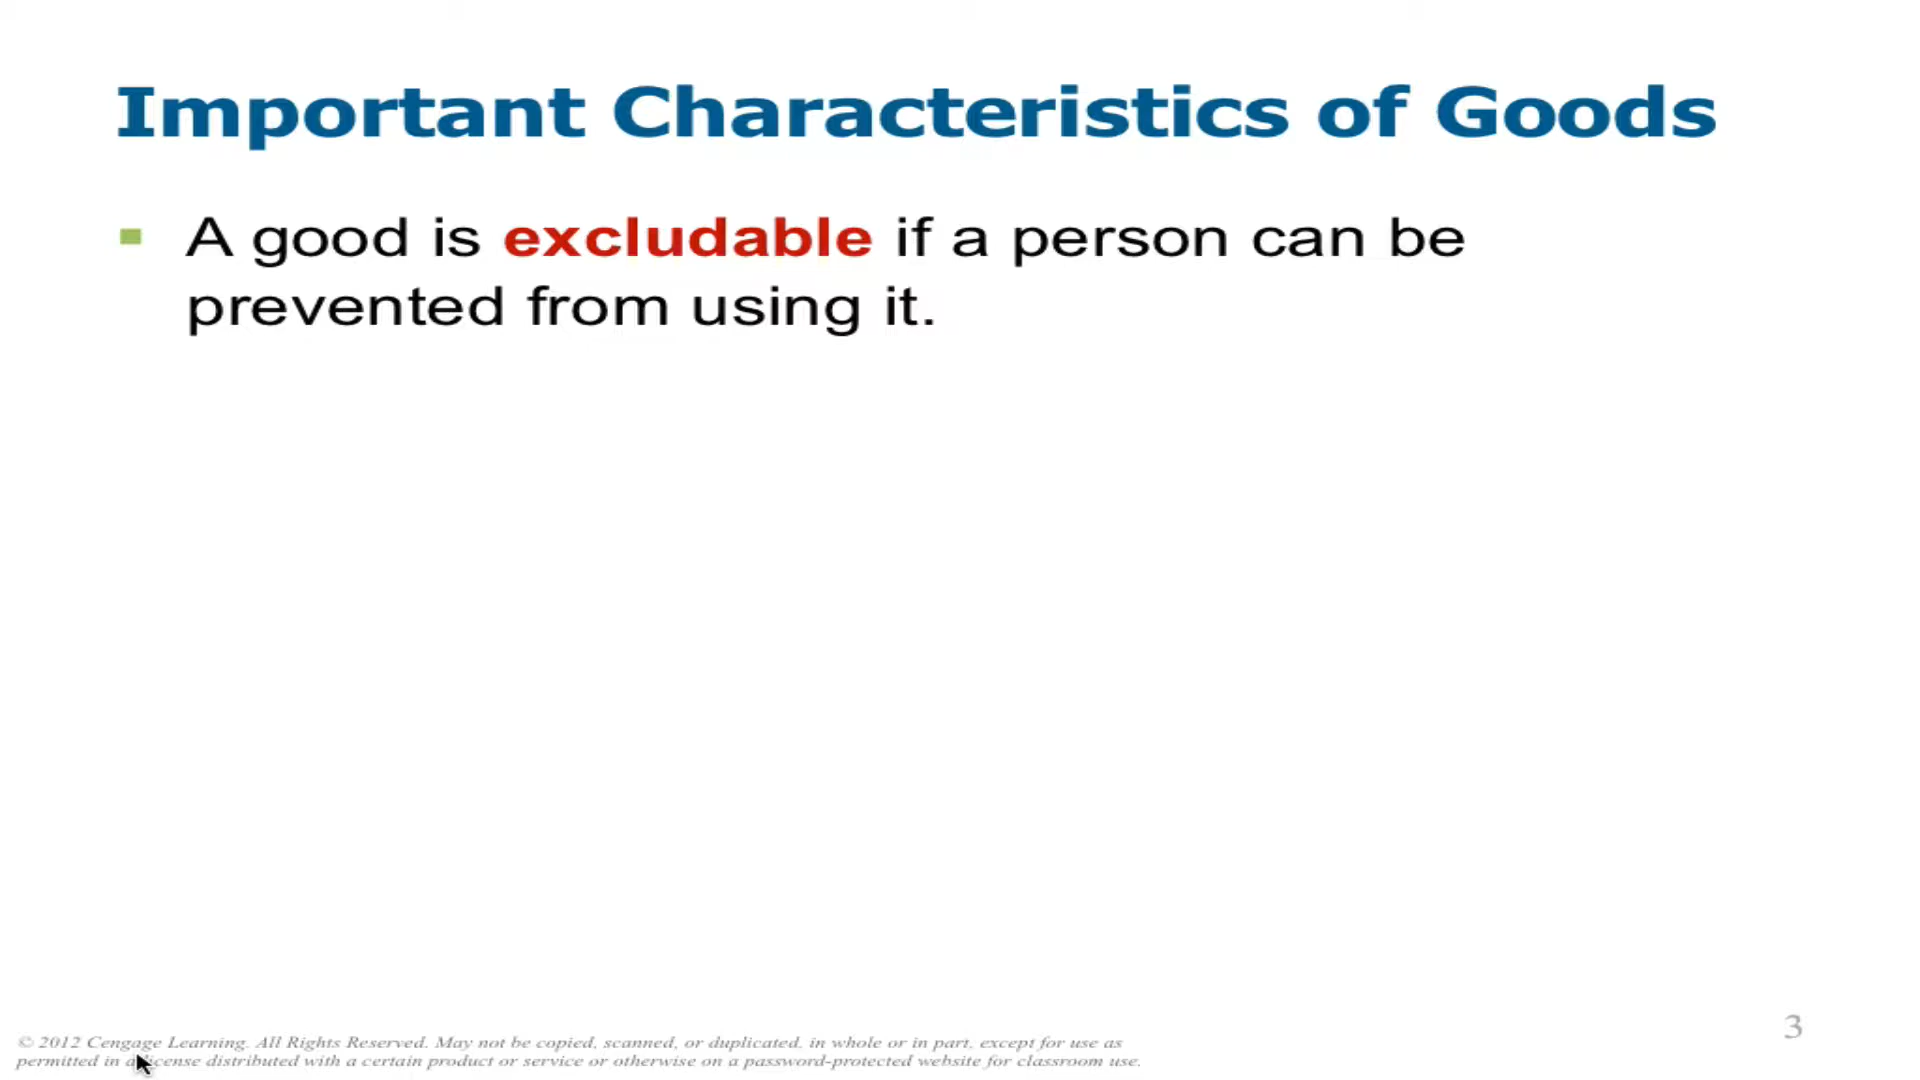 Important Characteristics of Goods
A good is excludable if a person can be
prevented from using it.
3
© 2012 Cengage Learning. All Rights Reserved. May not be copied, scanned, or duplicated, in whole or in part, except for use as
permitted in a license distributed with a certain product or service or otherwise on a password-protected website for classroom use.